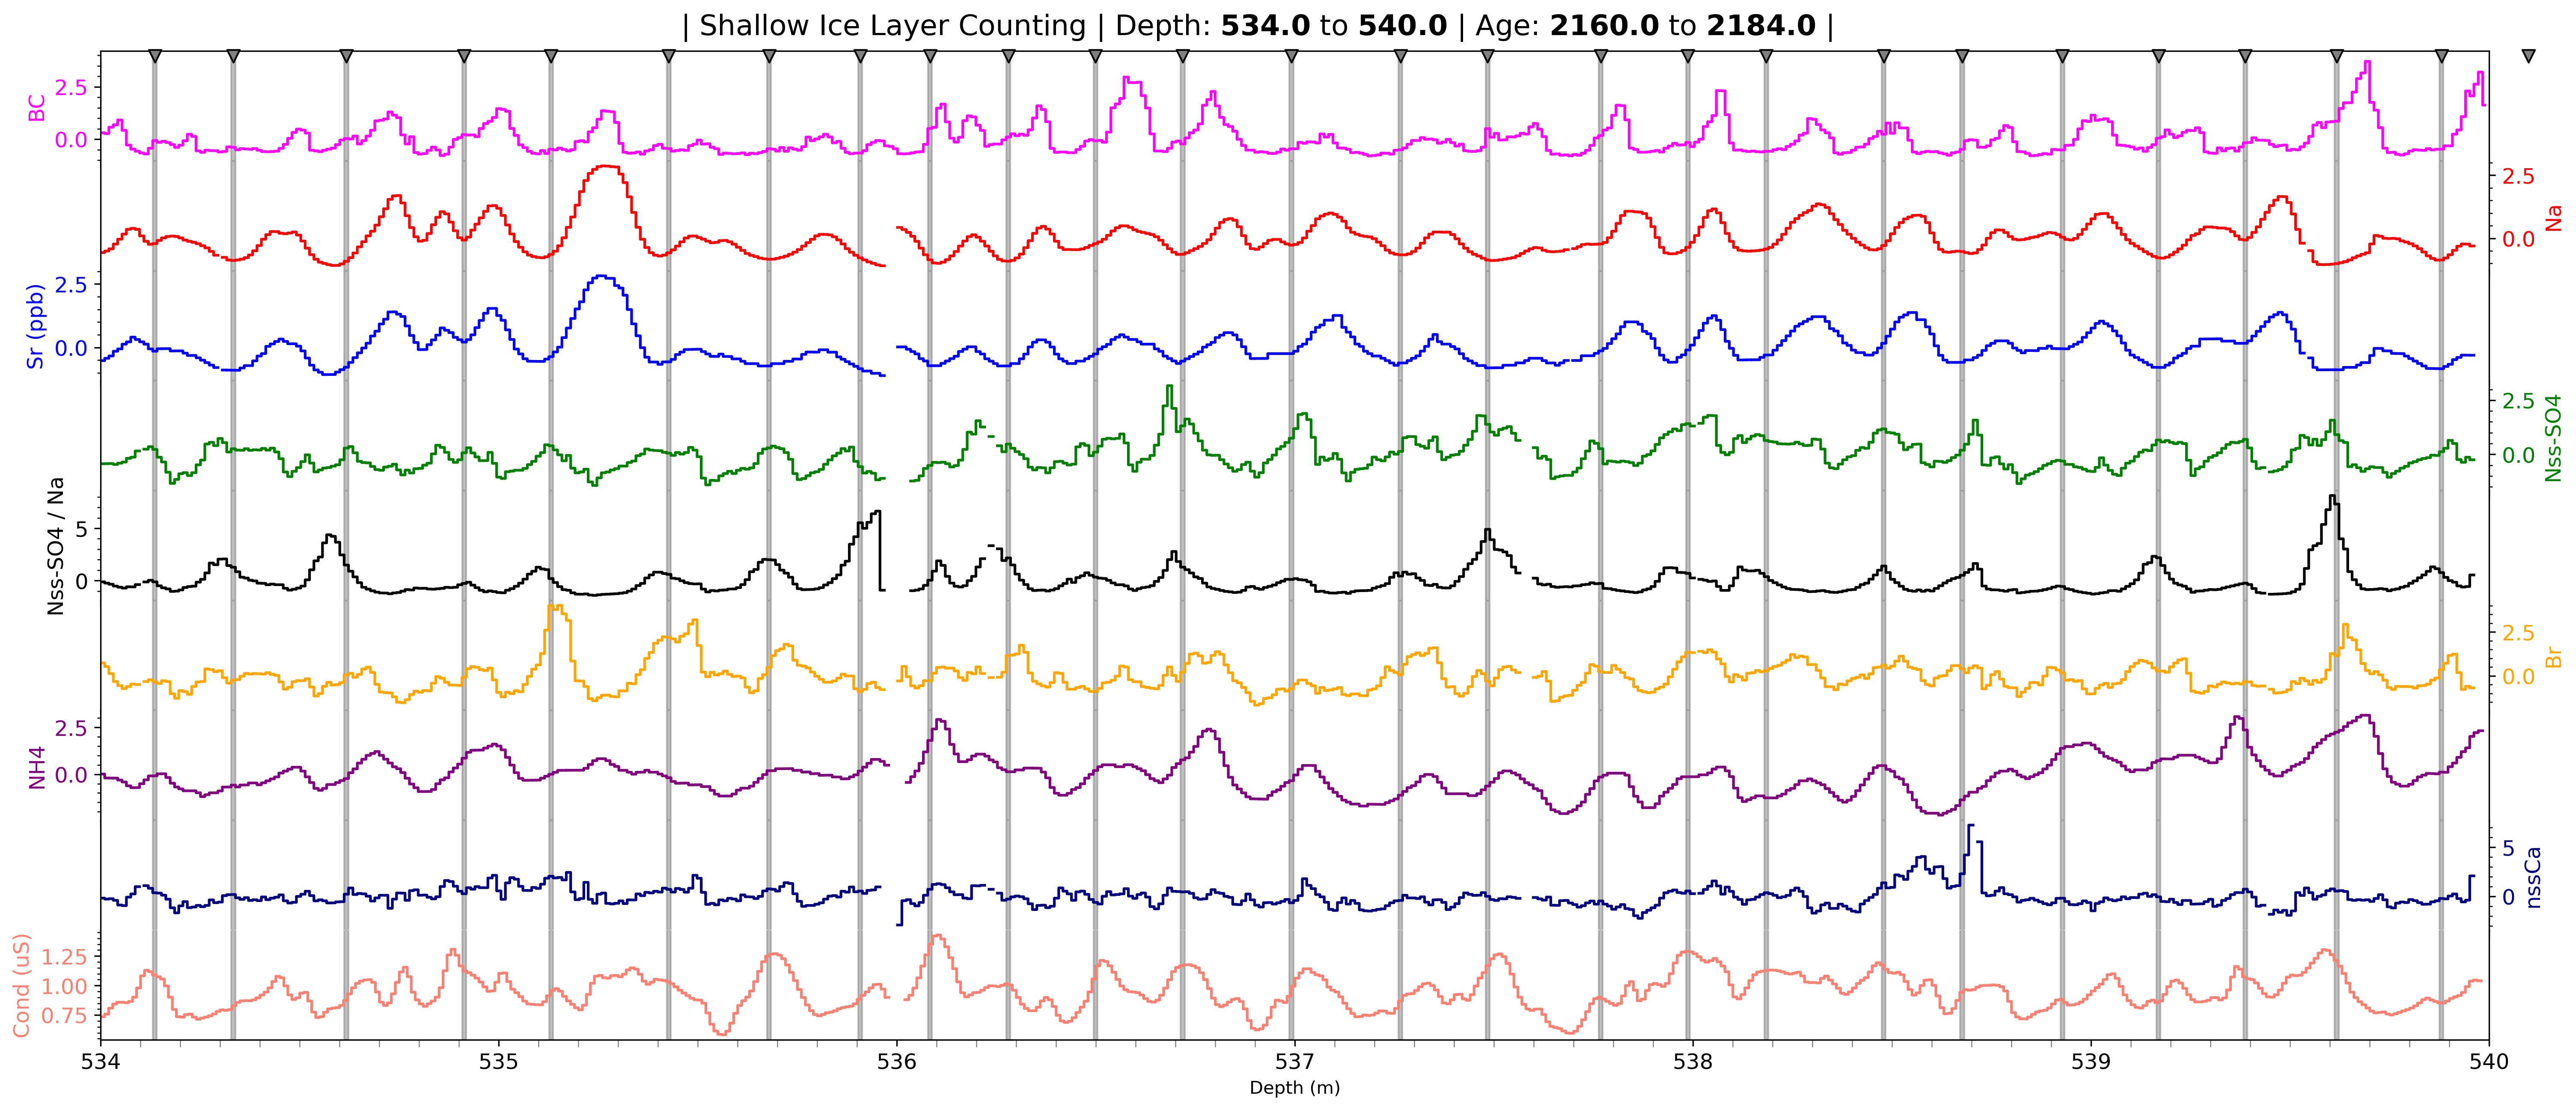 | Shallow Ice Layer Counting | Depth: 534.0 to 540.0 | Age: 2160.0 to 2184.0 |
BC
2.5
0.0
2.5
0.0
Na
Sr (ppb)
2.5
0.0
2.5
0.0
Nss-SO4
Nss-SO4 / Na
5
0
2.5
0.0
Br
NH4
2.5
0.0
5
0
nssCa
Cond (uS)
1.25
1.00
0.75
534 535 536 537 538 539 540
Depth (m)